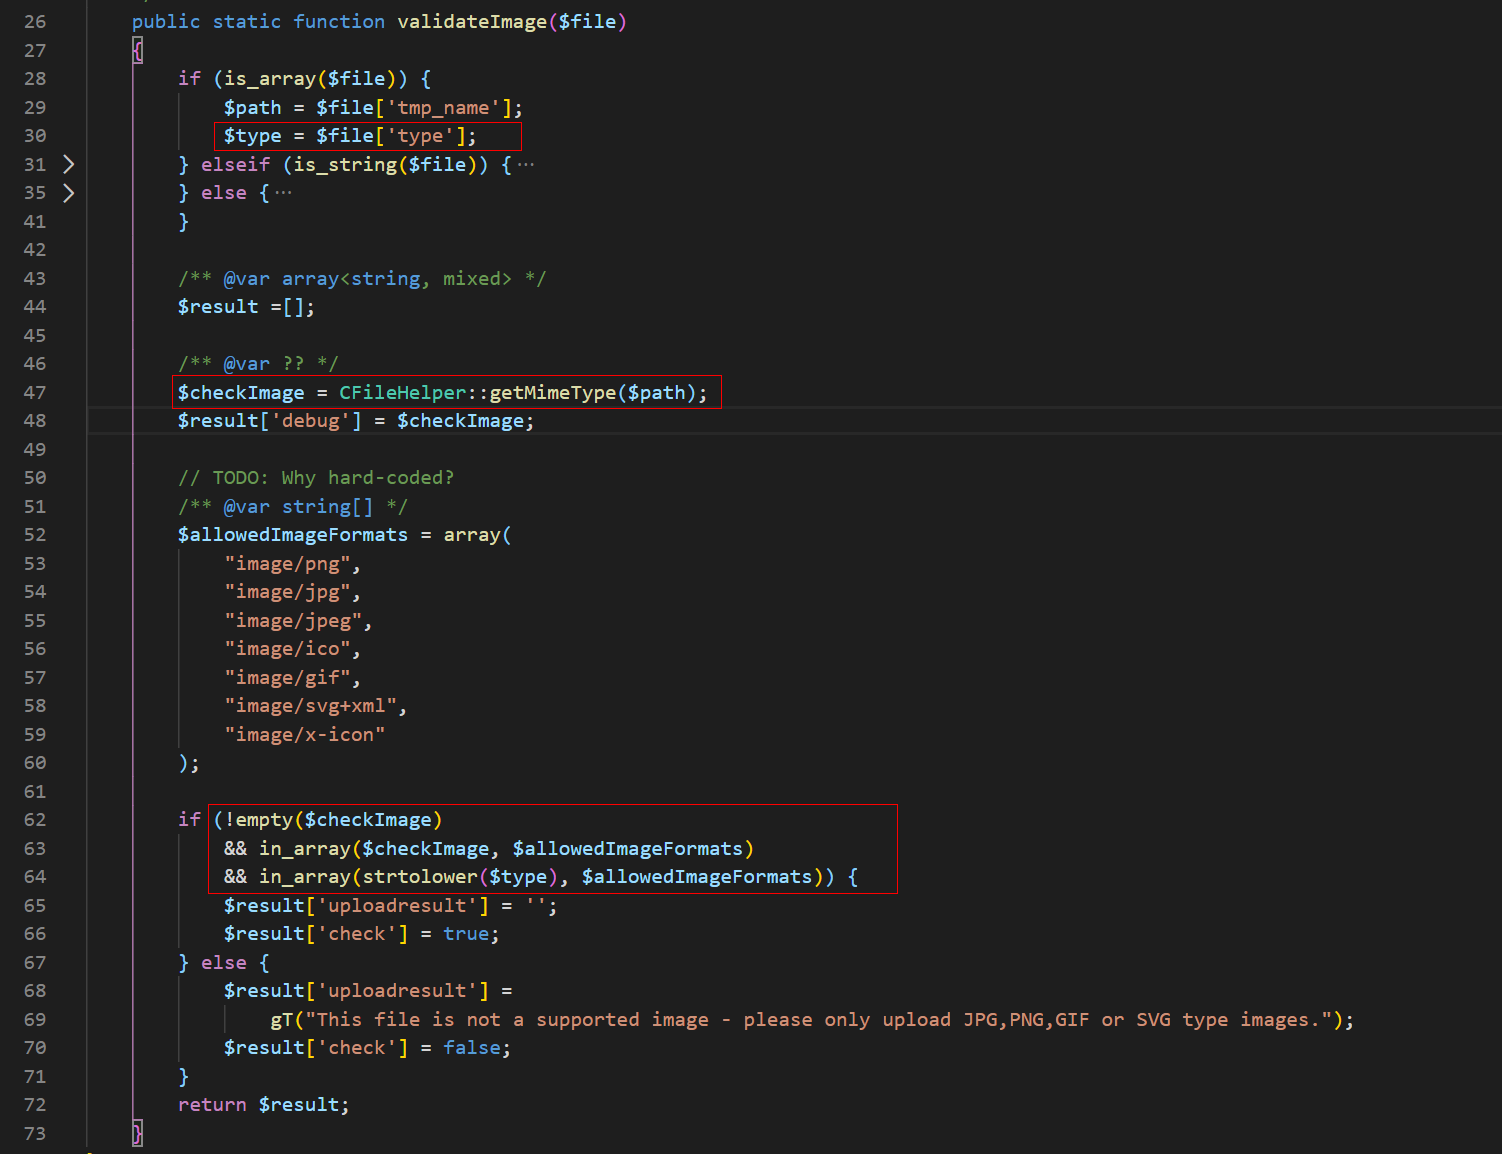 26 public static function validateImage($file)
27 {
28 if (is_array($file)) {
29 $path = $file['tmp_name'];
30 $type = $file['type'];
31 } elseif (is_string($file)) {···
35 } else {···
41 }
42
43 /** @var array<string, mixed> */
44 $result =[];
45
46 /** @var ?? */
47 $checkImage = CFileHelper::getMimeType($path);
48 $result['debug'] = $checkImage;
49
50 // TODO: Why hard-coded?
51 /** @var string[] */
52 $allowedImageFormats = array(
53 "image/png",
54 "image/jpg",
55 "image/jpeg",
56 "image/ico",
57 "image/gif",
58 "image/svg+xml",
59 "image/x-icon"
60 );
61
62 if (!empty($checkImage)
63 && in_array($checkImage, $allowedImageFormats)
64 && in_array(strtolower($type), $allowedImageFormats)) {
65 $result['uploadresult'] = '';
66 $result['check'] = true;
67 } else {
68 $result['uploadresult'] =
69 gT("This file is not a supported image - please only upload JPG,PNG,GIF or SVG type images.");
70 $result['check'] = false;
71 }
72 return $result;
73 }